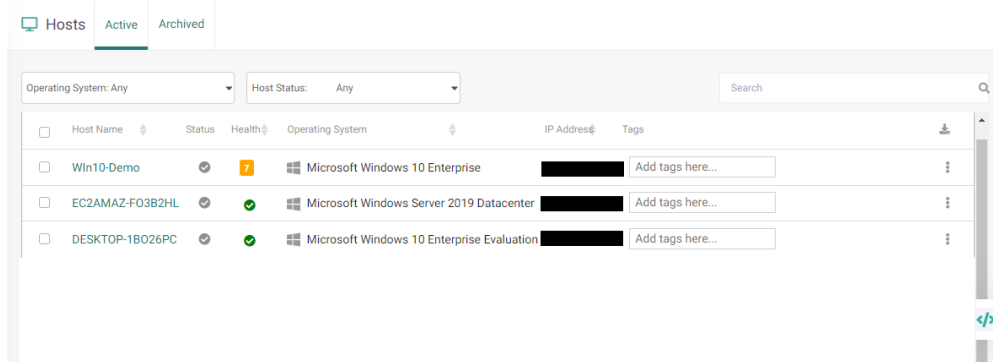 Hosts Active Archived
Operating System: Any Host Status: Any Search
Host Name Status Health Operating System IP Address Tags
WIn10-Demo 7 Microsoft Windows 10 Enterprise Add tags here...
EC2AMAZ-FO3B2HL Microsoft Windows Server 2019 Datacenter Add tags here...
DESKTOP-1BO26PC Microsoft Windows 10 Enterprise Evaluation Add tags here...